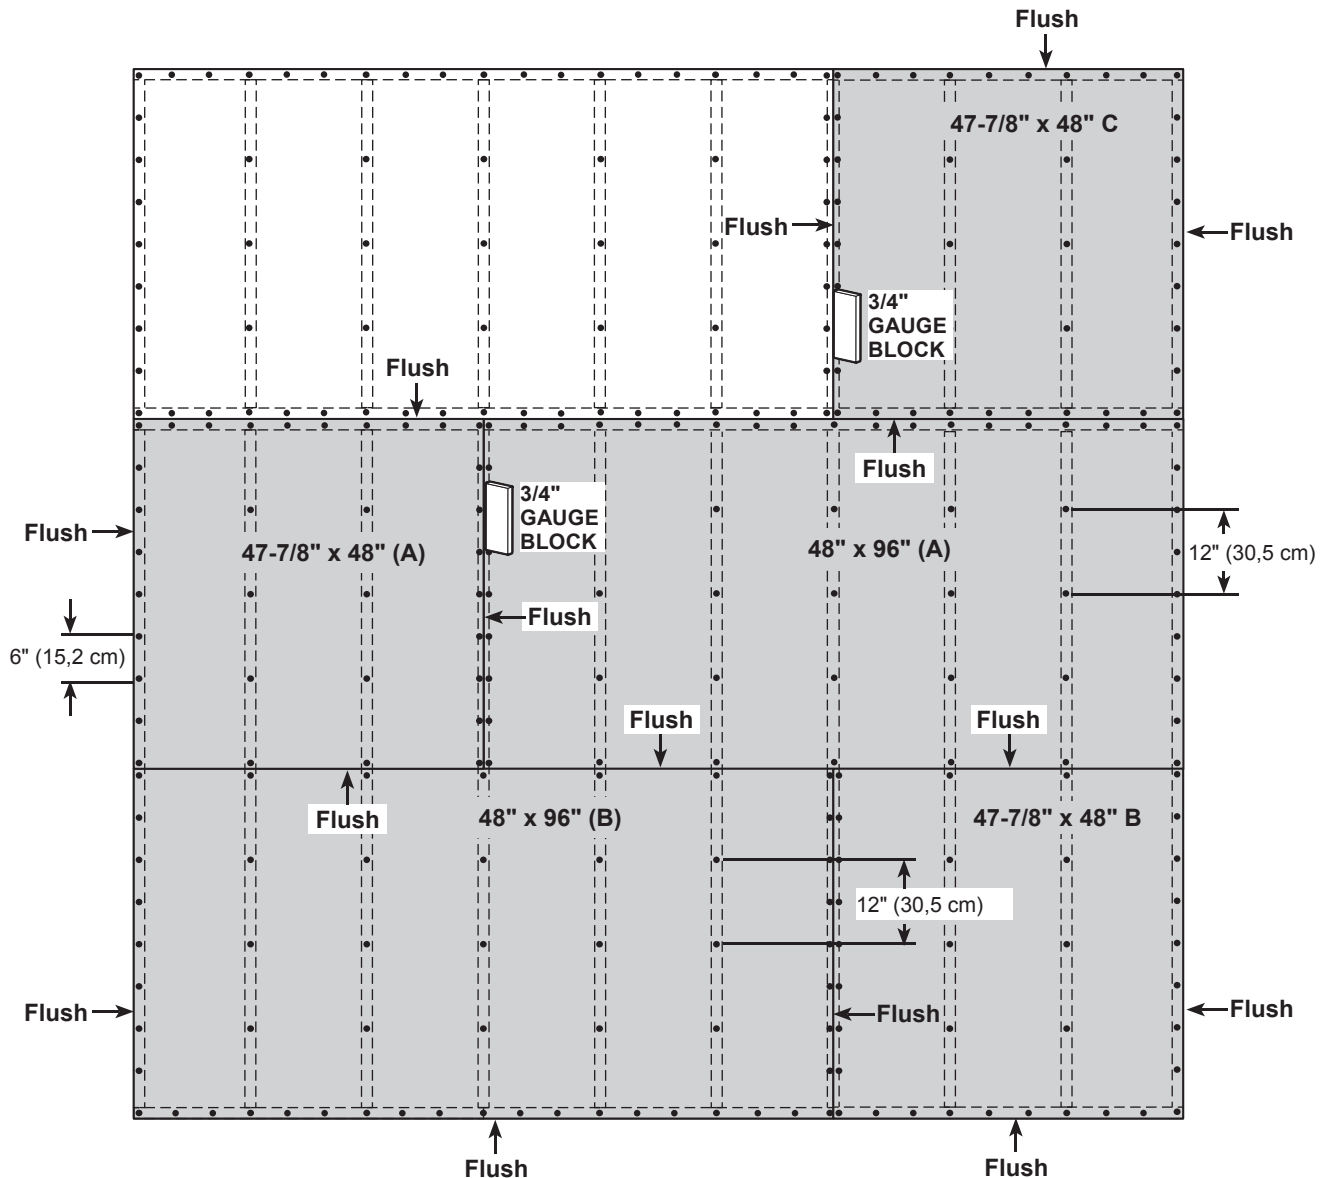 Flush
47-7/8" x 48" C
Flush
Flush
3/4"
GAUGE
BLOCK
Flush
Flush
3/4"
GAUGE
BLOCK
Flush
47-7/8" x 48" (A)
48" x 96" (A)
12" (30,5 cm)
Flush
6" (15,2 cm)
Flush
Flush
Flush
48" x 96" (B)
47-7/8" x 48" B
12" (30,5 cm)
Flush
Flush
Flush
Flush
Flush